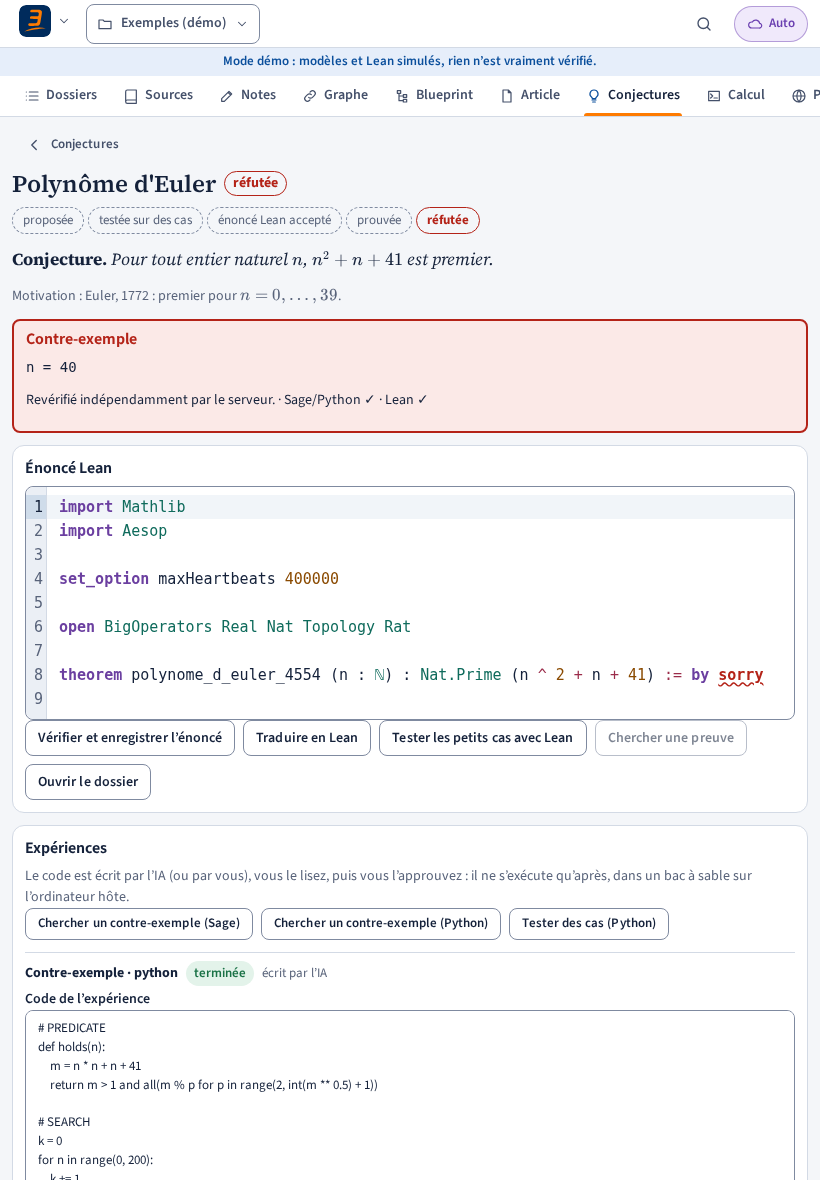 Exemples (démo)
Auto
Mode démo : modèles et Lean simulés, rien n’est vraiment vérifié.
Dossiers Sources Notes Graphe Blueprint Article Conjectures Calcul P
Conjectures
Polynôme d'Euler réfutée
proposée testée sur des cas énoncé Lean accepté prouvée réfutée
Conjecture. Pour tout entier naturel n, n² + n + 41 est premier.
Motivation : Euler, 1772 : premier pour n = 0, . . . , 39.
Contre-exemple
n = 40
Revérifié indépendamment par le serveur. · Sage/Python ✓ · Lean ✓
Énoncé Lean
1 import Mathlib
2 import Aesop
3
4 set_option maxHeartbeats 400000
5
6 open BigOperators Real Nat Topology Rat
7
8 theorem polynome_d_euler_4554 (n : ℕ) : Nat.Prime (n ^ 2 + n + 41) := by sorry
9
Vérifier et enregistrer l’énoncé Traduire en Lean Tester les petits cas avec Lean Chercher une preuve
Ouvrir le dossier
Expériences
Le code est écrit par l’IA (ou par vous), vous le lisez, puis vous l’approuvez : il ne s’exécute qu’après, dans un bac à sable sur
l’ordinateur hôte.
Chercher un contre-exemple (Sage) Chercher un contre-exemple (Python) Tester des cas (Python)
Contre-exemple · python terminée écrit par l’IA
Code de l’expérience
# PREDICATE
def holds(n):
    m = n * n + n + 41
    return m > 1 and all(m % p for p in range(2, int(m ** 0.5) + 1))
# SEARCH
k = 0
for n in range(0, 200):
    k += 1